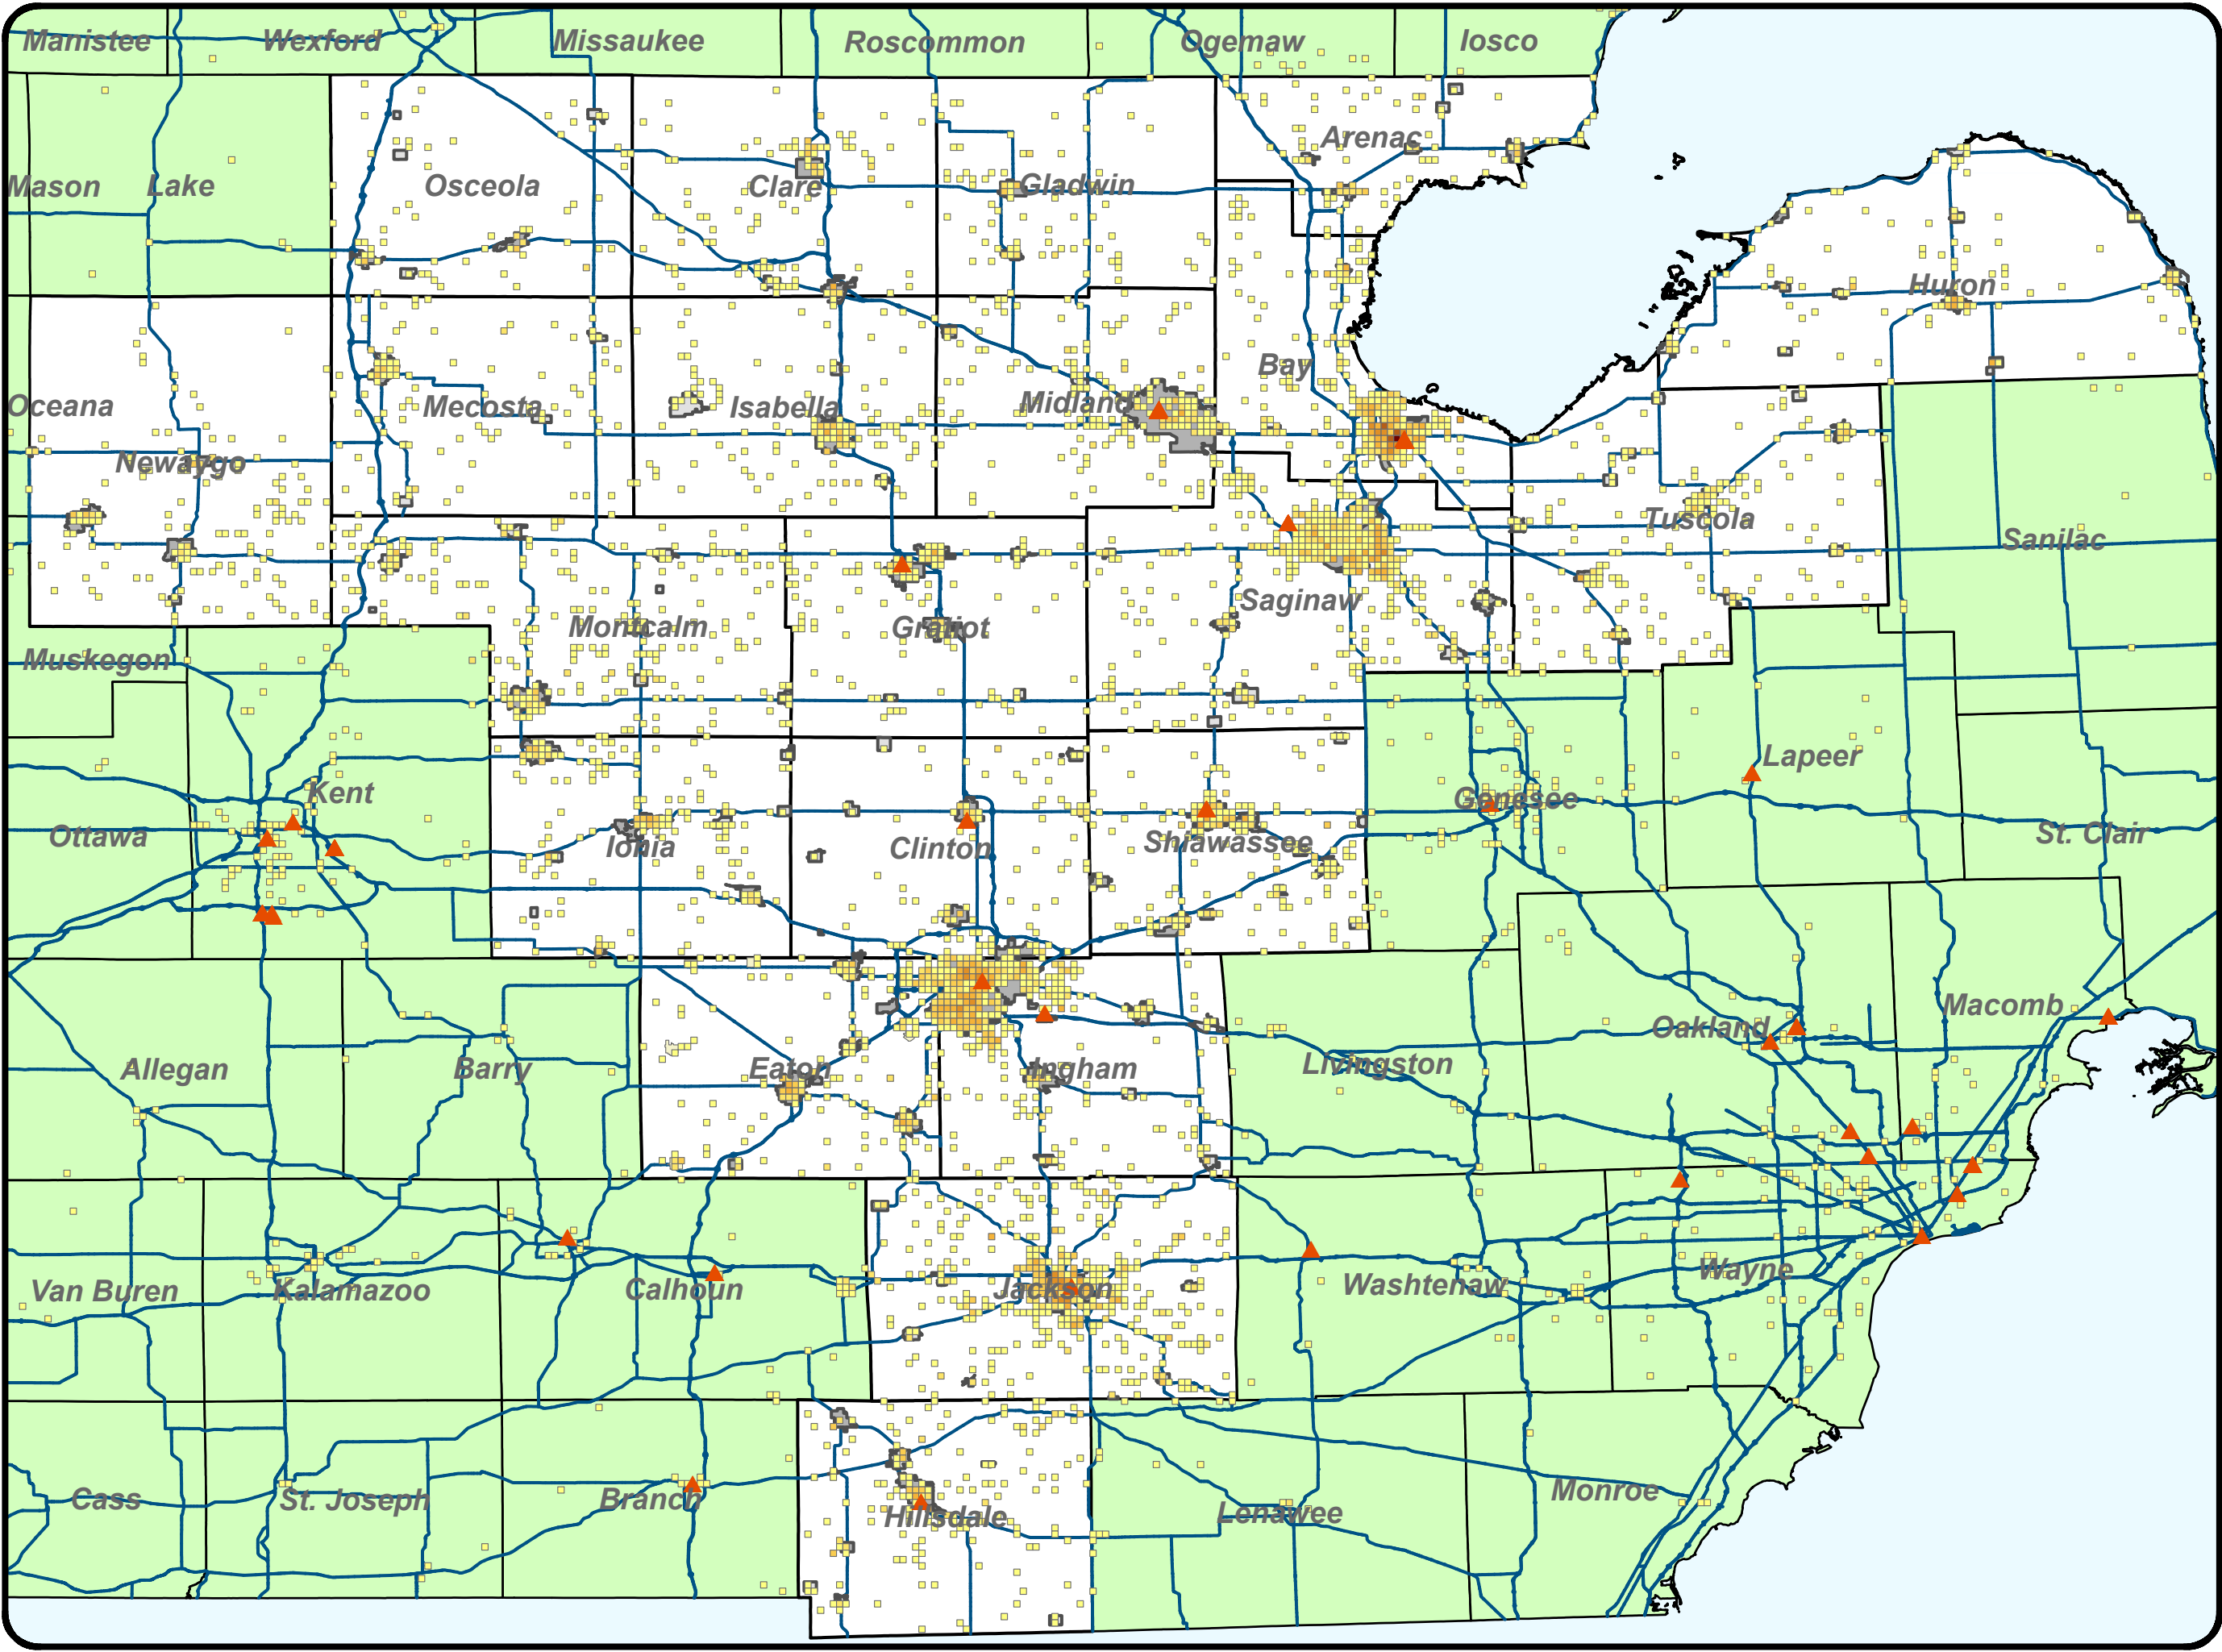 Manistee
Wexford
Missaukee
Roscommon
Ogemaw
Iosco
Arenac
Mason
Lake
Osceola
Clare
Gladwin
Huron
Bay
Oceana
Mecosta
Isabella
Midland
Newaygo
Tuscola
Sanilac
Saginaw
Montcalm
Gratiot
Muskegon
Lapeer
Kent
Genesee
Ottawa
Ionia
Clinton
Shiawassee
St. Clair
Macomb
Oakland
Allegan
Barry
Eaton
Ingham
Livingston
Van Buren
Kalamazoo
Calhoun
Jackson
Washtenaw
Wayne
Cass
St. Joseph
Branch
Hillsdale
Lenawee
Monroe